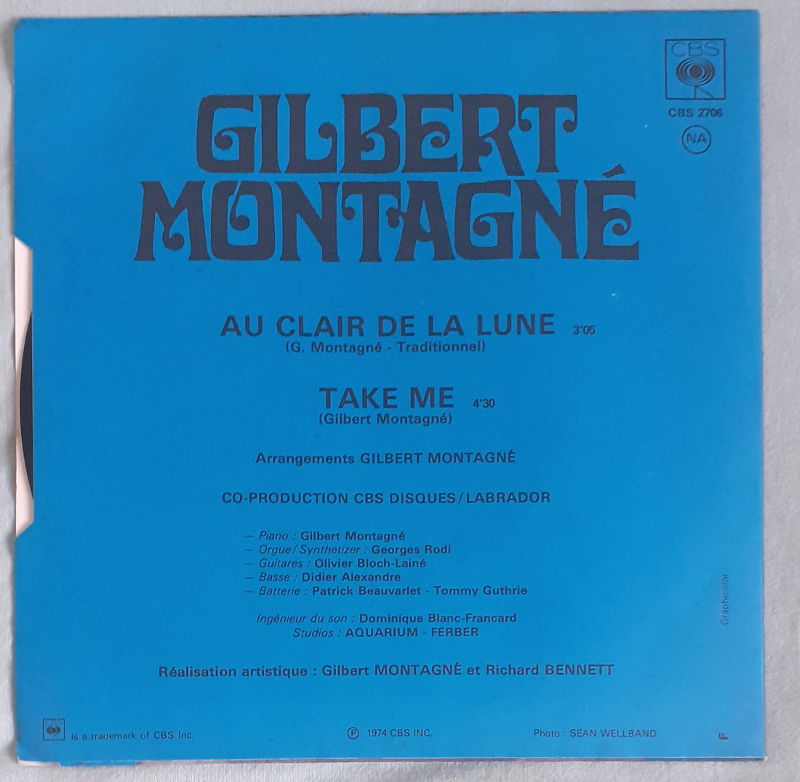 CBS
CBS 2706
NA
GILBERT
MONTAGNÉ
AU CLAIR DE LA LUNE 3'05
(G. Montagné - Traditionnel)
TAKE ME 4'30
(Gilbert Montagné)
Arrangements GILBERT MONTAGNÉ
CO-PRODUCTION CBS DISQUES/LABRADOR
— Piano : Gilbert Montagné
— Orgue/Synthetizer : Georges Rodi
— Guitares : Olivier Bloch-Lainé
— Basse : Didier Alexandre
— Batterie : Patrick Beauvarlet - Tommy Guthrie
Ingénieur du son : Dominique Blanc-Francard
Studios : AQUARIUM - FERBER
Réalisation artistique : Gilbert MONTAGNÉ et Richard BENNETT
Graphicolor
CBS is a trademark of CBS Inc.
Ⓟ 1974 CBS INC.
Photo : SEAN WELLBAND
F